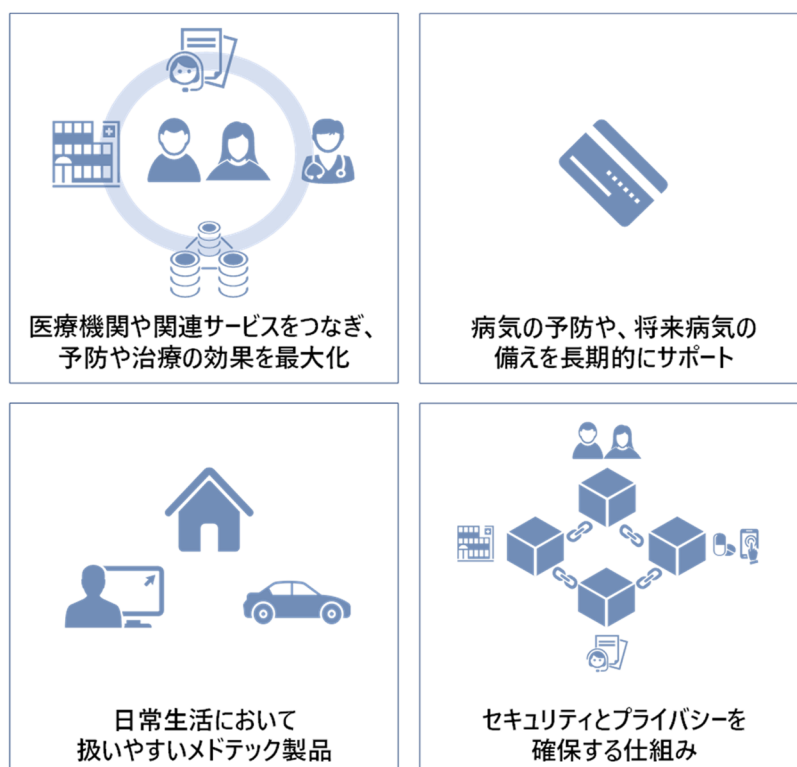 医療機関や関連サービスをつなぎ、
予防や治療の効果を最大化
病気の予防や、将来病気の
備えを長期的にサポート
日常生活において
扱いやすいメドテック製品
セキュリティとプライバシーを
確保する仕組み